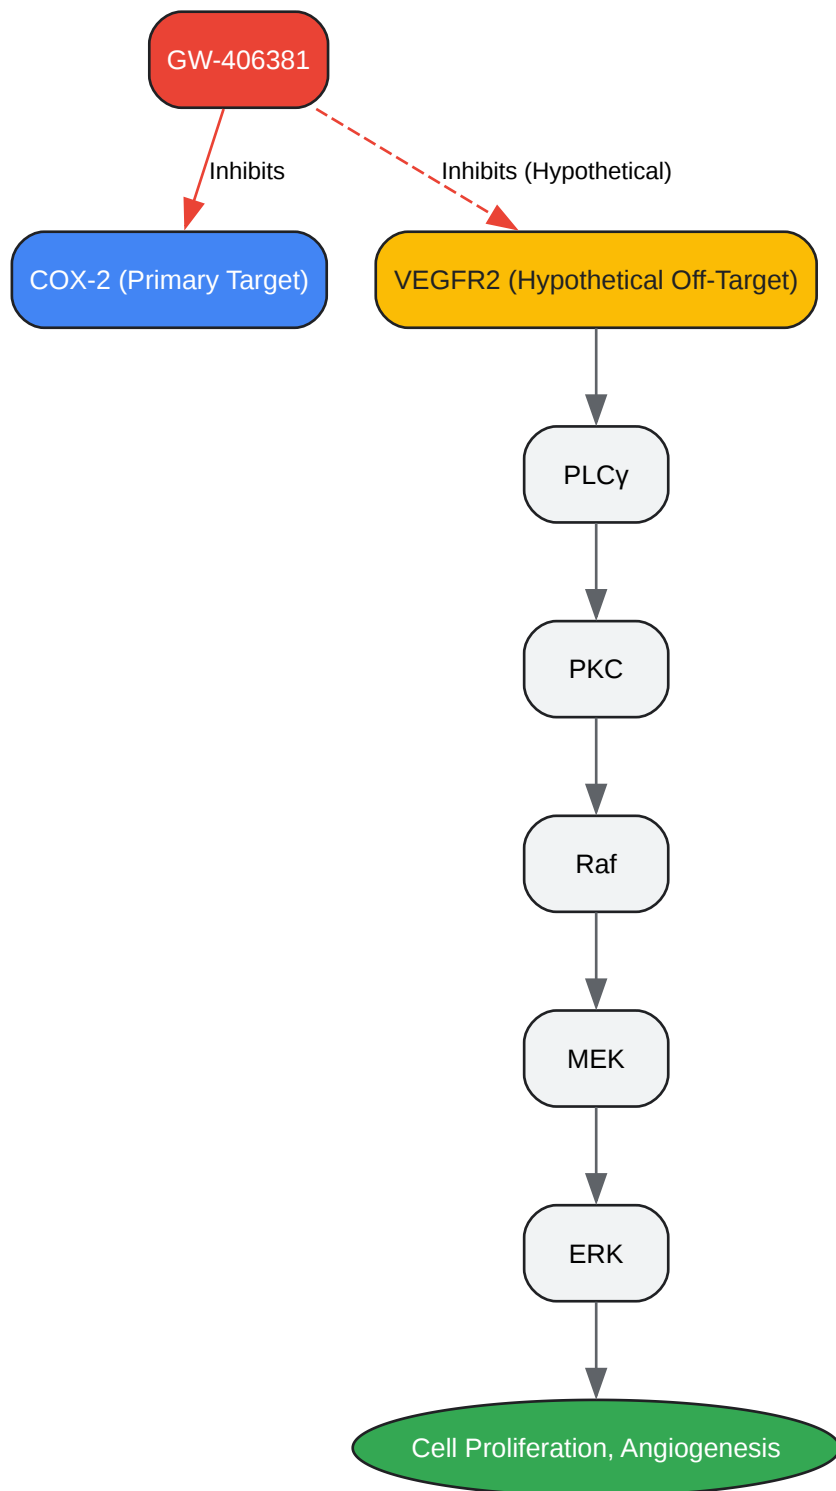 GW-406381
Inhibits
Inhibits (Hypothetical)
COX-2 (Primary Target)
VEGFR2 (Hypothetical Off-Target)
PLCγ
PKC
Raf
MEK
ERK
Cell Proliferation, Angiogenesis